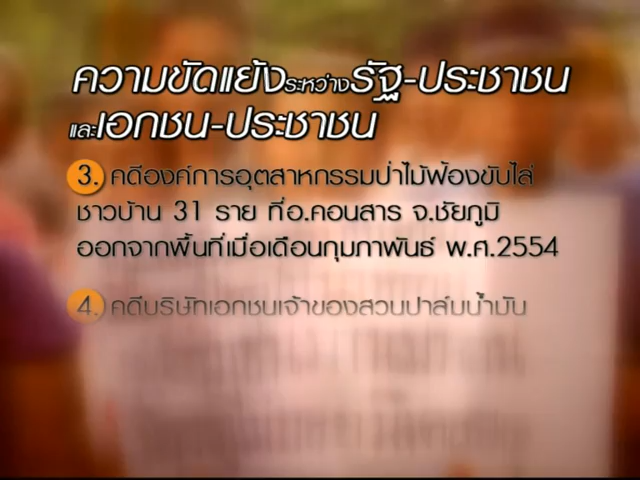 ความขัดแย้งระหว่างรัฐ-ประชาชน
และเอกชน-ประชาชน
3. คดีองค์การอุตสาหกรรมป่าไม้ฟ้องขับไล่
ชาวบ้าน 31 ราย ที่อ.คอนสาร จ.ชัยภูมิ
ออกจากพื้นที่เมื่อเดือนกุมภาพันธ์ พ.ศ.2554
4. คดีบริษัทเอกชนเจ้าของสวนปาล์มน้ำมัน